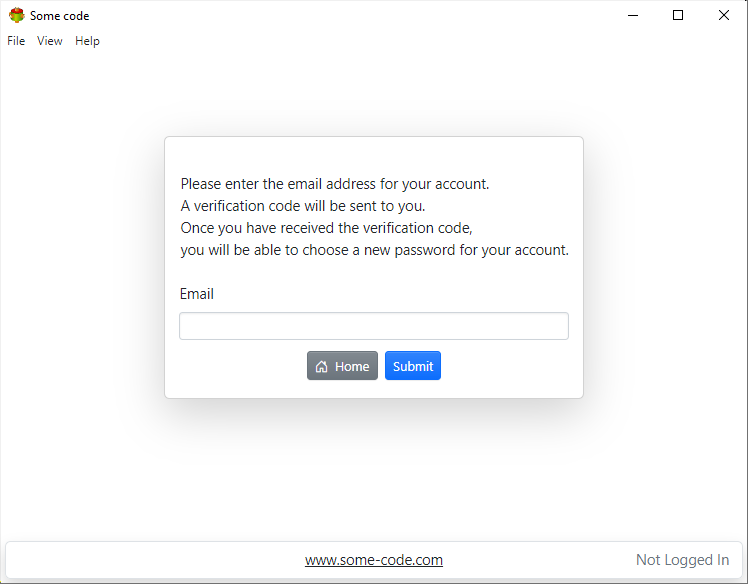 Some code
File View Help
Please enter the email address for your account.
A verification code will be sent to you.
Once you have received the verification code,
you will be able to choose a new password for your account.
Email
Home Submit
www.some-code.com Not Logged In